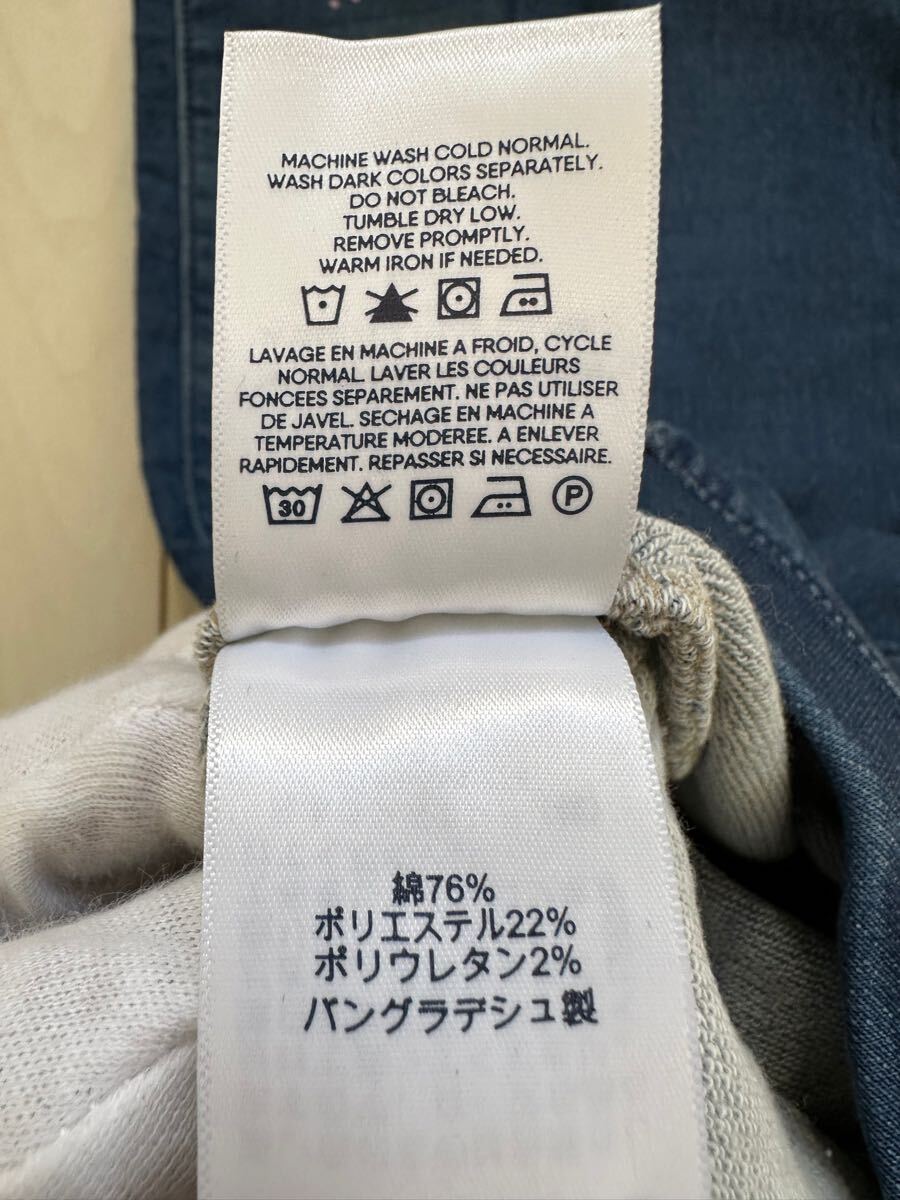 MACHINE WASH COLD NORMAL.
WASH DARK COLORS SEPARATELY.
DO NOT BLEACH.
TUMBLE DRY LOW.
REMOVE PROMPTLY.
WARM IRON IF NEEDED.
LAVAGE EN MACHINE A FROID, CYCLE
NORMAL. LAVER LES COULEURS
FONCEES SEPAREMENT. NE PAS UTILISER
DE JAVEL. SECHAGE EN MACHINE A
TEMPERATURE MODEREE. A ENLEVER
RAPIDEMENT. REPASSER SI NECESSAIRE.
30 P
綿76%
ポリエステル22%
ポリウレタン2%
バングラデシュ製